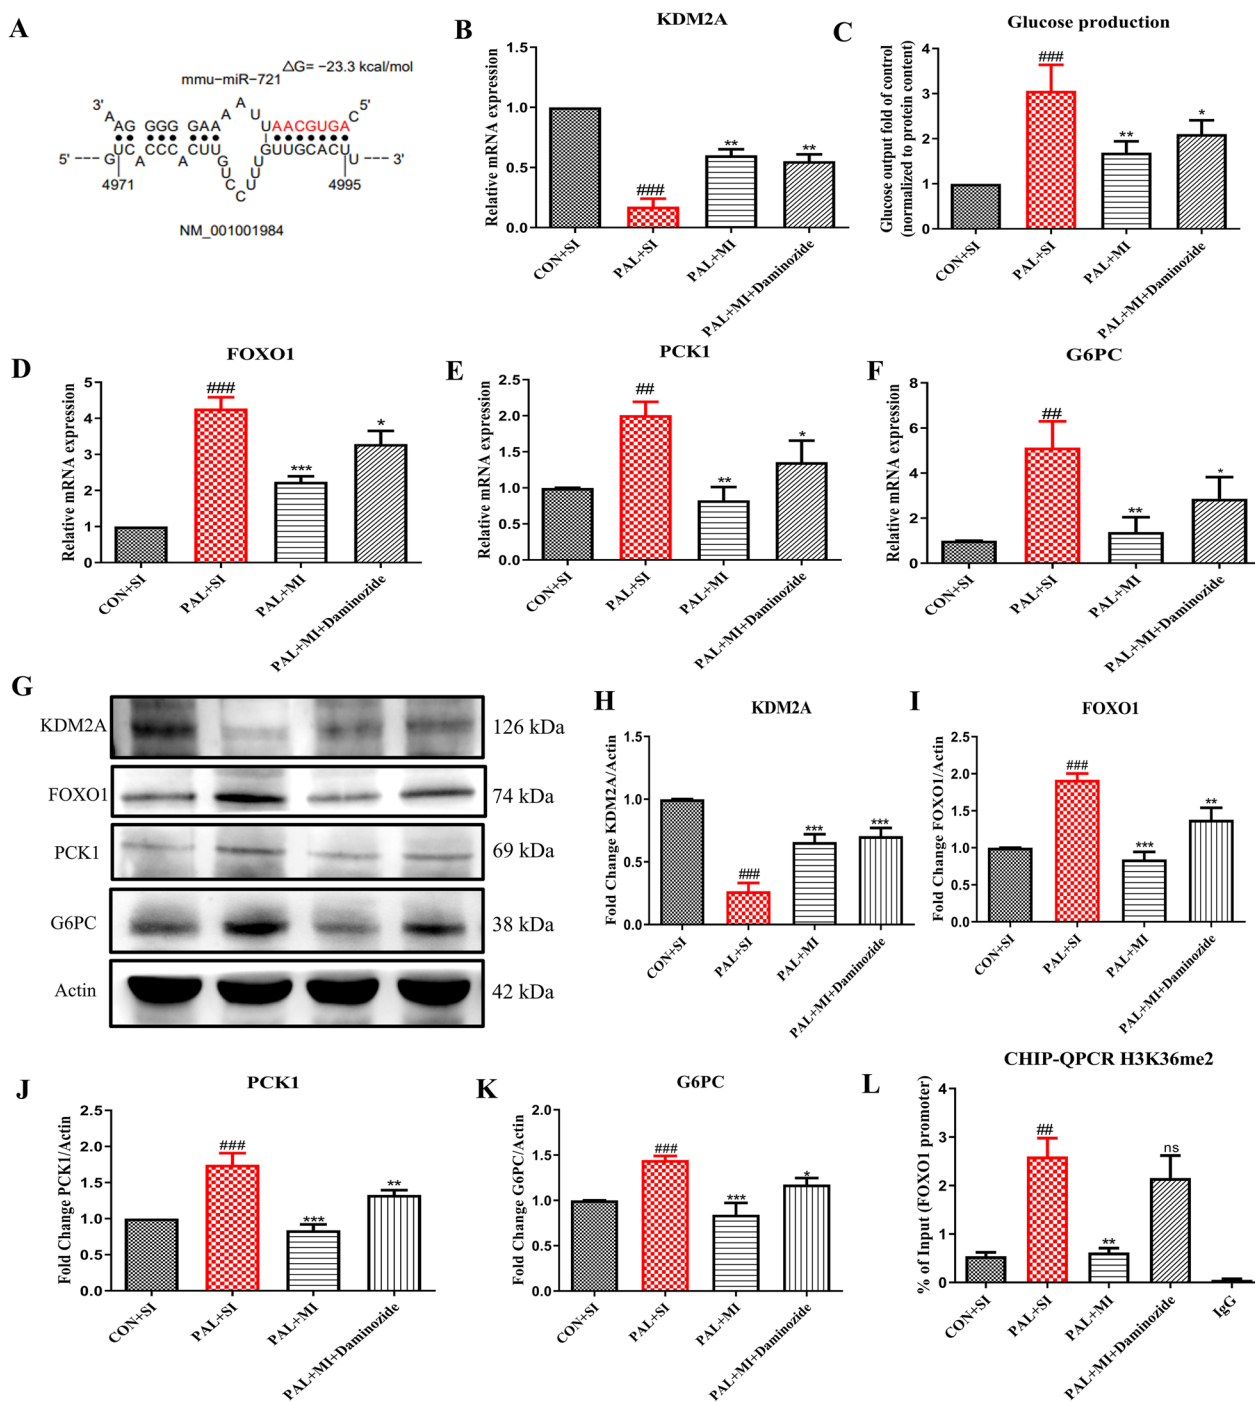 A
ΔG= −23.3 kcal/mol
mmu−miR−721
3'
A
AG GGG GAA
A
A
U
U
UAACGUGA
C
5'
5'
G
UC
A
CCC
A
UUC
G
U
C
C
U
U
G
UUGCACU
U
3'
4971
4995
NM_001001984
B
KDM2A
Relative mRNA expression
1.5
1.0
0.5
0.0
###
**
**
CON+SI
PAL+SI
PAL+MI
PAL+MI+Daminozide
C
Glucose production
Glucose output fold of control
(normalized to protein content)
4
3
2
1
0
###
**
*
CON+SI
PAL+SI
PAL+MI
PAL+MI+Daminozide
D
FOXO1
Relative mRNA expression
5
4
3
2
1
0
###
***
*
CON+SI
PAL+SI
PAL+MI
PAL+MI+Daminozide
E
PCK1
Relative mRNA expression
2.5
2.0
1.5
1.0
0.5
0.0
##
**
*
CON+SI
PAL+SI
PAL+MI
PAL+MI+Daminozide
F
G6PC
Relative mRNA expression
8
6
4
2
0
##
**
*
CON+SI
PAL+SI
PAL+MI
PAL+MI+Daminozide
G
KDM2A 126 kDa
FOXO1 74 kDa
PCK1 69 kDa
G6PC 38 kDa
Actin 42 kDa
H
KDM2A
Fold Change KDM2A/Actin
1.5
1.0
0.5
0.0
###
***
***
CON+SI
PAL+SI
PAL+MI
PAL+MI+Daminozide
I
FOXO1
Fold Change FOXO1/Actin
2.5
2.0
1.5
1.0
0.5
0.0
###
***
**
CON+SI
PAL+SI
PAL+MI
PAL+MI+Daminozide
J
PCK1
Fold Change PCK1/Actin
2.5
2.0
1.5
1.0
0.5
0.0
###
***
**
CON+SI
PAL+SI
PAL+MI
PAL+MI+Daminozide
K
G6PC
Fold Change G6PC/Actin
2.0
1.5
1.0
0.5
0.0
###
***
*
CON+SI
PAL+SI
PAL+MI
PAL+MI+Daminozide
L
CHIP-QPCR H3K36me2
% of Input (FOXO1 promoter)
4
3
2
1
0
##
**
ns
CON+SI
PAL+SI
PAL+MI
PAL+MI+Daminozide
IgG